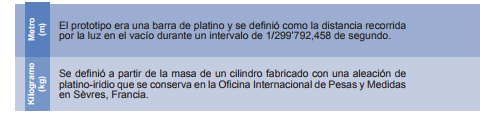 Metro
(m)
El prototipo era una barra de platino y se definió como la distancia recorrida
por la luz en el vacío durante un intervalo de 1/299'792,458 de segundo.
Kilogramo
(kg)
Se definió a partir de la masa de un cilindro fabricado con una aleación de
platino-iridio que se conserva en la Oficina Internacional de Pesas y Medidas
en Sèvres, Francia.